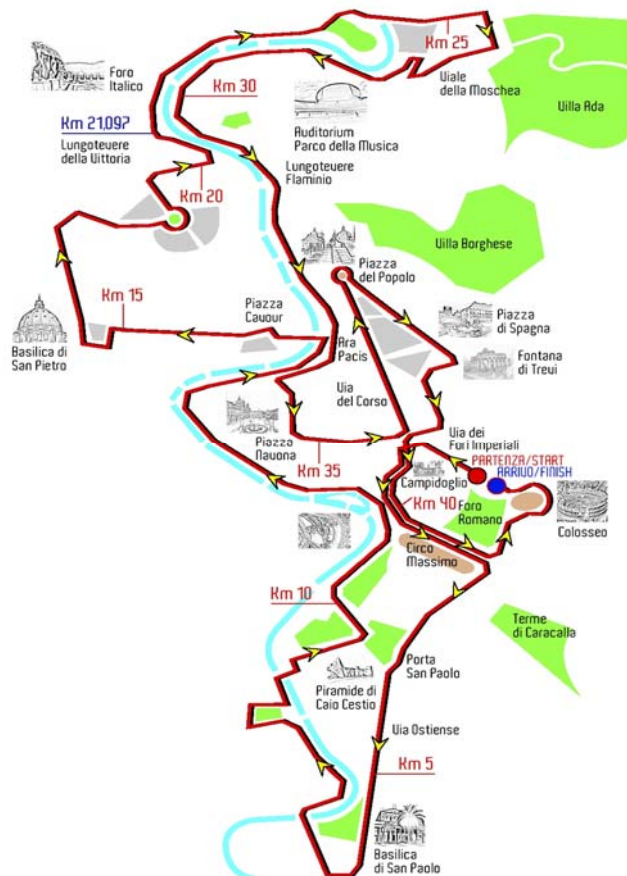 Km 25
Foro
Italico
Viale
della Moschea
Km 30
Villa Ada
Km 21,097
Auditorium
Parco della Musica
Lungotevere
della Vittoria
Lungotevere
Flaminio
Km 20
Villa Borghese
Piazza
del Popolo
Km 15
Piazza
Cavour
Piazza
di Spagna
Basilica di
San Pietro
Ara
Pacis
Fontana
di Trevi
Via
del Corso
Piazza
Navona
Via dei
Fori Imperiali
Km 35
PARTENZA/START
ARRIVO/FINISH
Campidoglio
Km 40
Foro
Romano
Colosseo
Circo
Massimo
Km 10
Terme
di Caracalla
Porta
San Paolo
Piramide di
Caio Cestio
Via Ostiense
Km 5
Basilica
di San Paolo